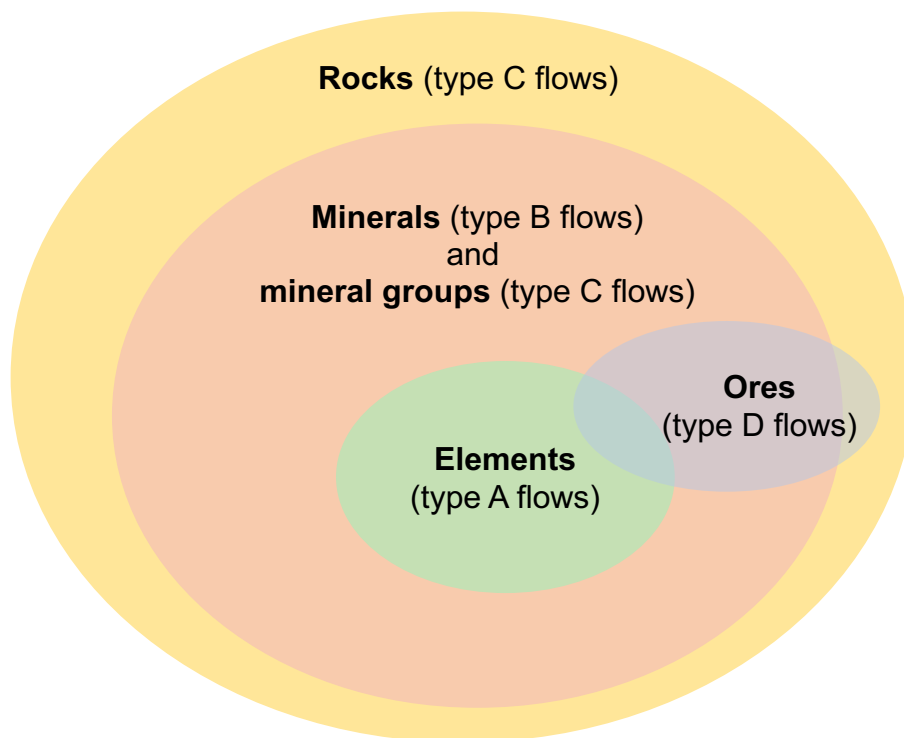 Rocks (type C flows)
Minerals (type B flows)
and
mineral groups (type C flows)
Ores
(type D flows)
Elements
(type A flows)